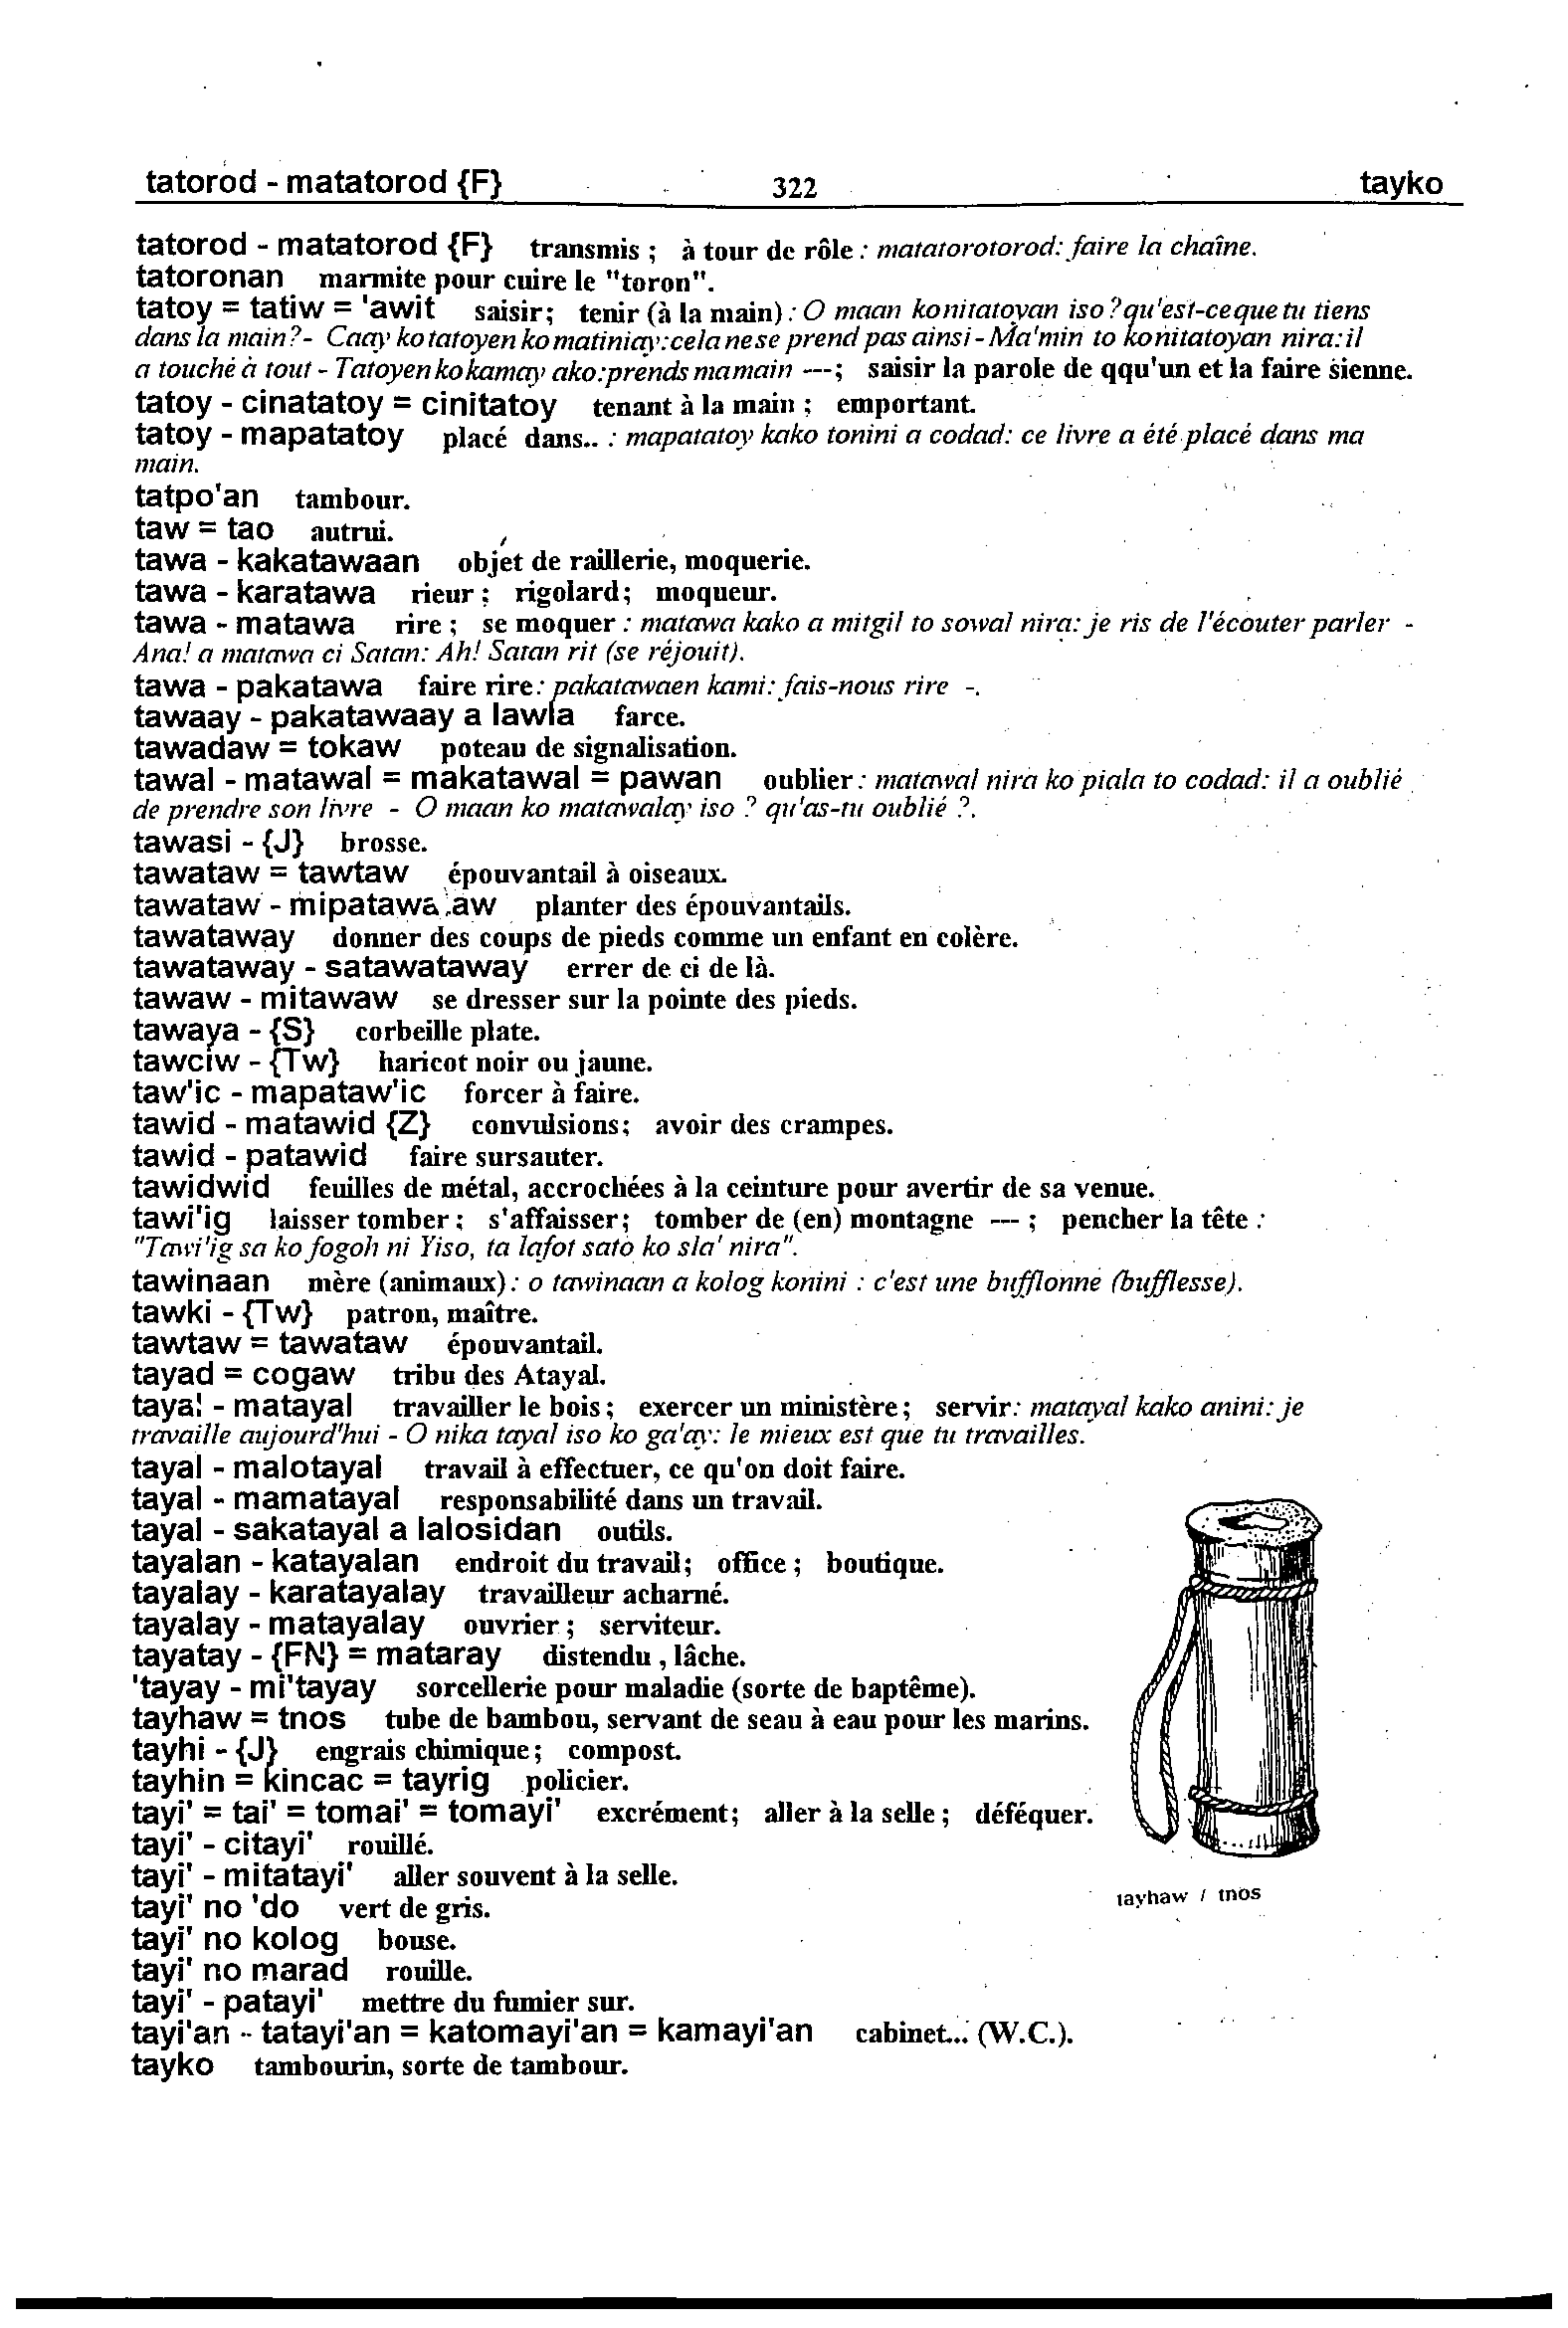 tatorod - matatorod {F} 322 tayko
tatorod - matatorod {F} transmis ; à tour de rôle : matatorotorod: faire la chaîne.
tatoronan marmite pour cuire le "toron".
tatoy = tatiw = 'awit saisir; tenir (à la main) : O maan ko nitatoyan iso ? qu'est-ce que tu tiens
dans la main ? - Caay ko tatoyen ko matiniay: cela ne se prend pas ainsi - Ma'min to ko nitatoyan nira: il
a touché à tout - Tatoyen ko kamay ako: prends ma main ---; saisir la parole de qqu'un et la faire sienne.
tatoy - cinatatoy = cinitatoy tenant à la main ; emportant.
tatoy - mapatatoy placé dans.. : mapatatoy kako tonini a codad: ce livre a été placé dans ma
main.
tatpo'an tambour.
taw = tao autrui.
tawa - kakatawaan objet de raillerie, moquerie.
tawa - karatawa rieur ; rigolard; moqueur.
tawa - matawa rire ; se moquer : matawa kako a mitgil to sowal nira: je ris de l'écouter parler -
Ana! a matawa ci Satan: Ah! Satan rit (se réjouit).
tawa - pakatawa faire rire : pakatawaen kami: fais-nous rire -.
tawaay - pakatawaay a lawla farce.
tawadaw = tokaw poteau de signalisation.
tawal - matawal = makatawal = pawan oublier : matawal nira ko piala to codad: il a oublié
de prendre son livre - O maan ko matawalay iso ? qu'as-tu oublié ?.
tawasi - {J} brosse.
tawataw = tawtaw épouvantail à oiseaux.
tawataw - mipatawataw planter des épouvantails.
tawataway donner des coups de pieds comme un enfant en colère.
tawataway - satawataway errer de ci de là.
tawaw - mitawaw se dresser sur la pointe des pieds.
tawaya - {S} corbeille plate.
tawciw - {Tw} haricot noir ou jaune.
taw'ic - mapataw'ic forcer à faire.
tawid - matawid {Z} convulsions; avoir des crampes.
tawid - patawid faire sursauter.
tawidwid feuilles de métal, accrochées à la ceinture pour avertir de sa venue.
tawi'ig laisser tomber ; s'affaisser; tomber de (en) montagne --- ; pencher la tête :
"Tawi'ig sa ko fogoh ni Yiso, ta lafot sato ko sla' nira".
tawinaan mère (animaux) : o tawinaan a kolog konini : c'est une bufflonne (bufflesse).
tawki - {Tw} patron, maître.
tawtaw = tawataw épouvantail.
tayad = cogaw tribu des Atayal.
tayal - matayal travailler le bois ; exercer un ministère ; servir : matayal kako anini: je
travaille aujourd'hui - O nika tayal iso ko ga'ay: le mieux est que tu travailles.
tayal - malotayal travail à effectuer, ce qu'on doit faire.
tayal - mamatayal responsabilité dans un travail.
tayal - sakatayal a lalosidan outils.
tayalan - katayalan endroit du travail; office ; boutique.
tayalay - karatayalay travailleur acharné.
tayalay - matayalay ouvrier ; serviteur.
tayatay - {FN} = mataray distendu , lâche.
'tayay - mi'tayay sorcellerie pour maladie (sorte de baptême).
tayhaw = tnos tube de bambou, servant de seau à eau pour les marins.
tayhi - {J} engrais chimique ; compost.
tayhin = kincac = tayrig policier.
tayi' = tai' = tomai' = tomayi' excrément; aller à la selle ; déféquer.
tayi' - citayi' rouillé.
tayi' - mitatayi' aller souvent à la selle.
tayi' no 'do vert de gris.
tayi' no kolog bouse.
tayi' no marad rouille.
tayi' - patayi' mettre du fumier sur.
tayi'an - tatayi'an = katomayi'an = kamayi'an cabinet... (W.C.).
tayko tambourin, sorte de tambour.
tayhaw / tnos